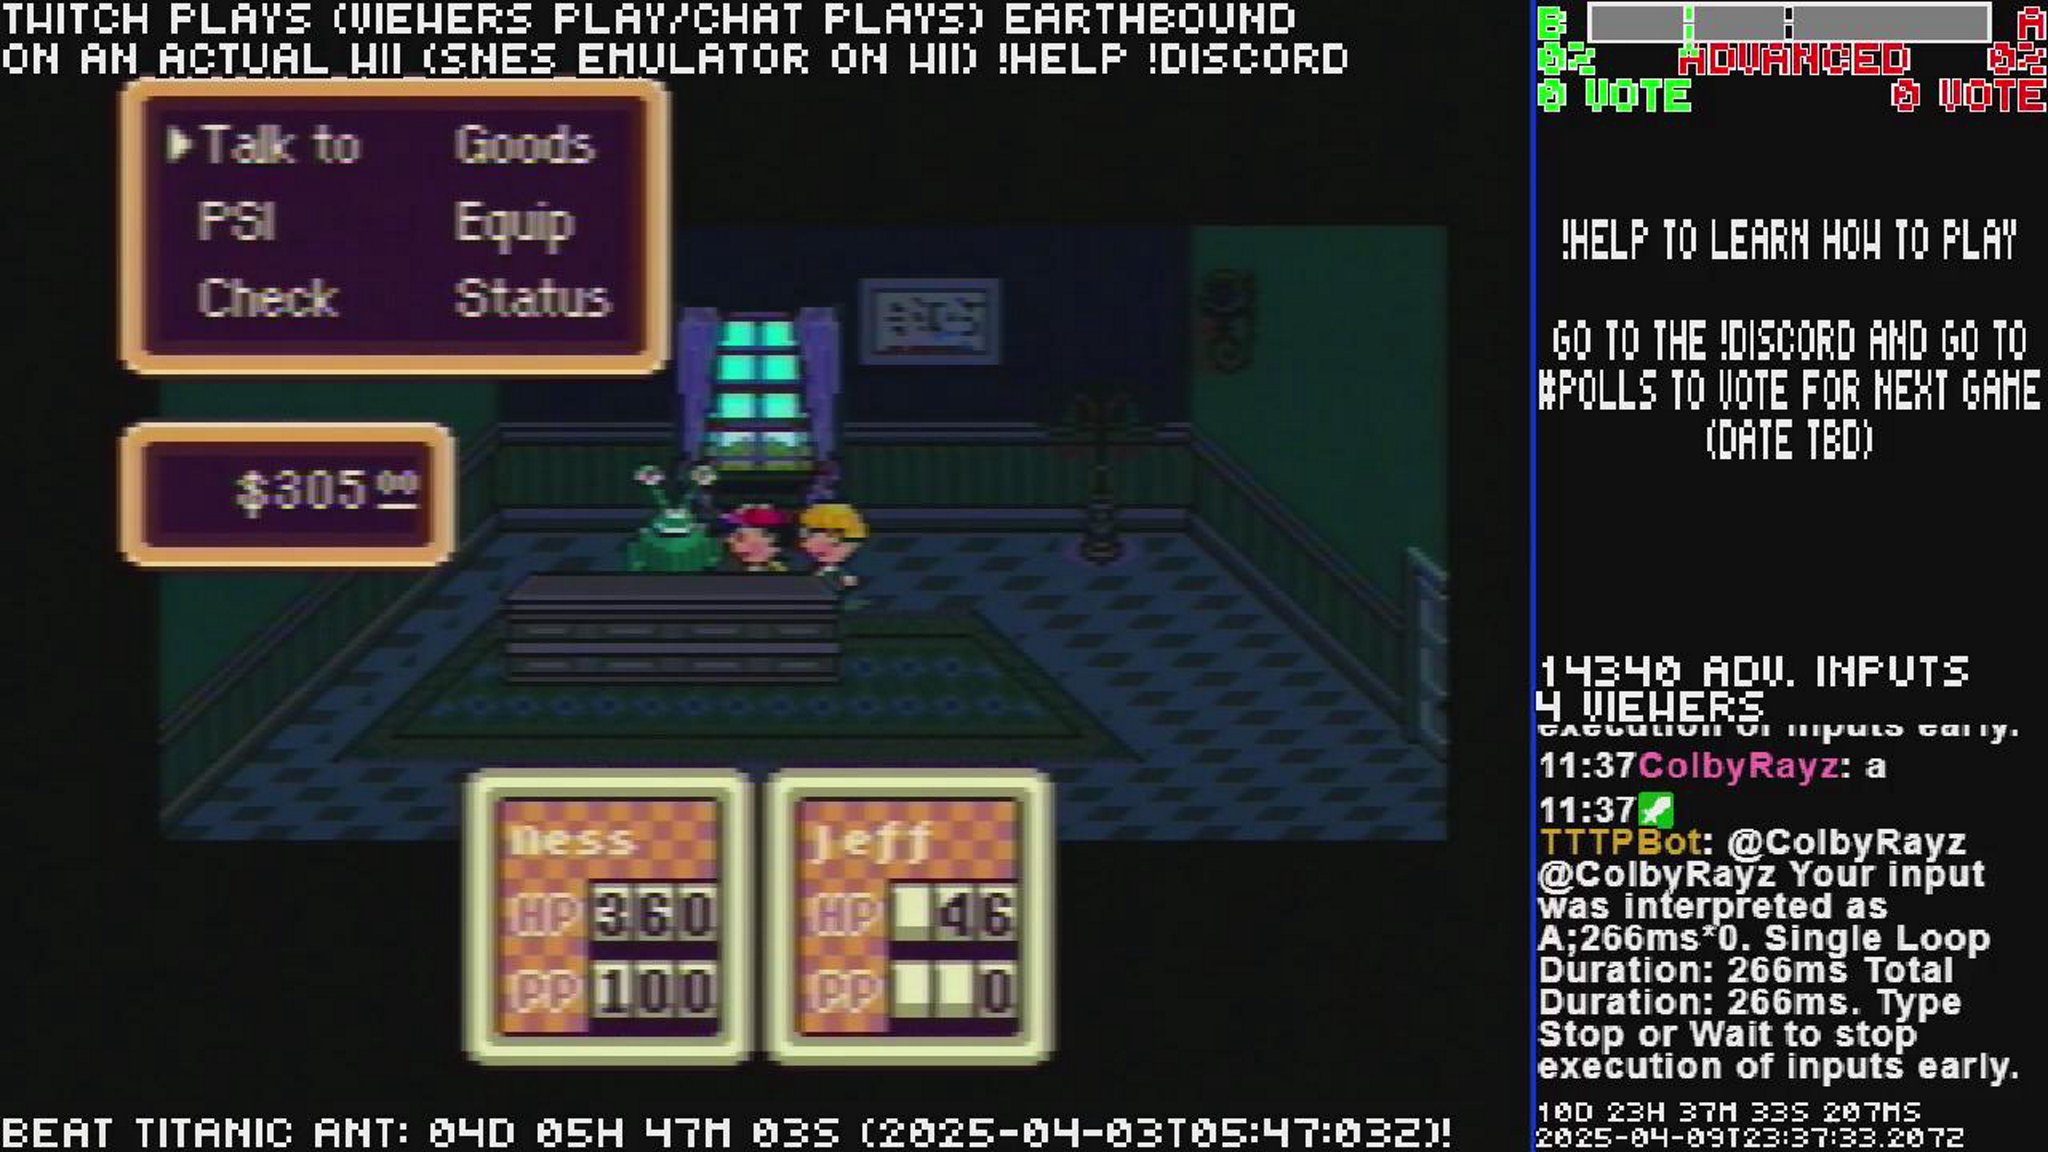 TWITCH PLAYS (VIEWERS PLAY/CHAT PLAYS) EARTHBOUND
ON AN ACTUAL WII (SNES EMULATOR ON WII) !HELP !DISCORD
Talk to Goods
PSI Equip
Check Status
$305.00
Ness
HP 360
PP 100
Jeff
HP 46
PP 0
BEAT TITANIC ANT: 04D 05H 47M 03S (2025-04-03T05:47:03Z)!
B A
0% ADVANCED 0%
0 VOTE 0 VOTE
!HELP TO LEARN HOW TO PLAY
GO TO THE !DISCORD AND GO TO
#POLLS TO VOTE FOR NEXT GAME
(DATE TBD)
14340 ADV. INPUTS
4 VIEWERS
execution of inputs early.
11:37 ColbyRayz: a
11:37
TTTPBot: @ColbyRayz
@ColbyRayz Your input
was interpreted as
A;266ms*0. Single Loop
Duration: 266ms Total
Duration: 266ms. Type
Stop or Wait to stop
execution of inputs early.
10D 23H 37M 33S 207MS
2025-04-09T23:37:33.207Z